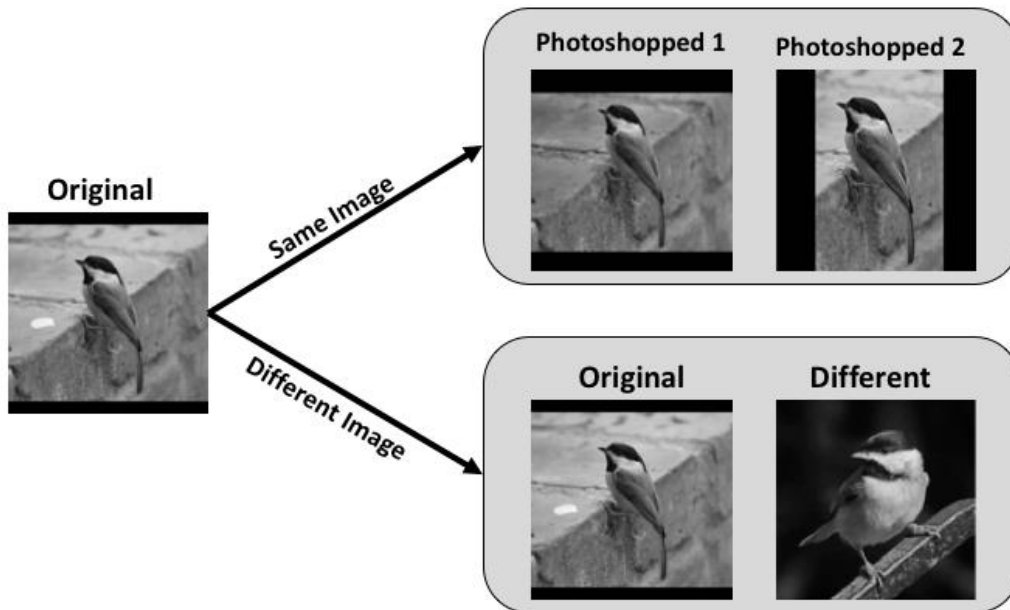 Original
Same Image
Different Image
Photoshopped 1
Photoshopped 2
Original
Different